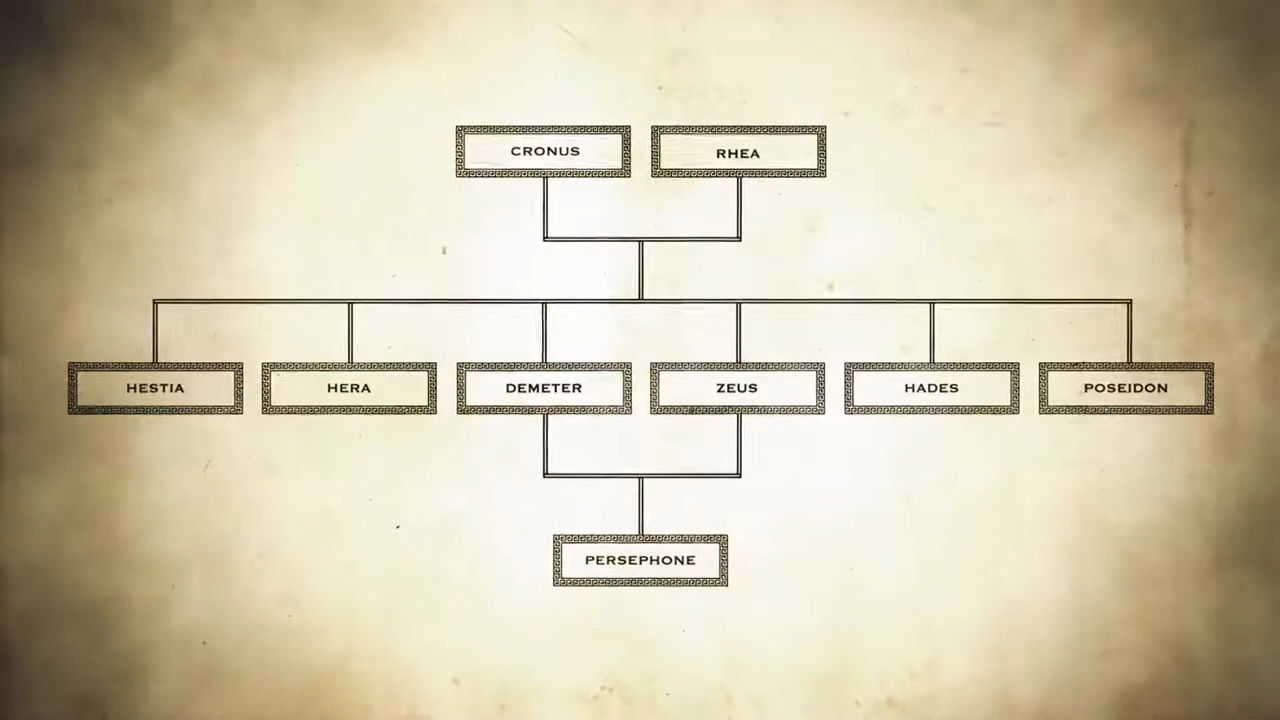 CRONUS
RHEA
HESTIA
HERA
DEMETER
ZEUS
HADES
POSEIDON
PERSEPHONE